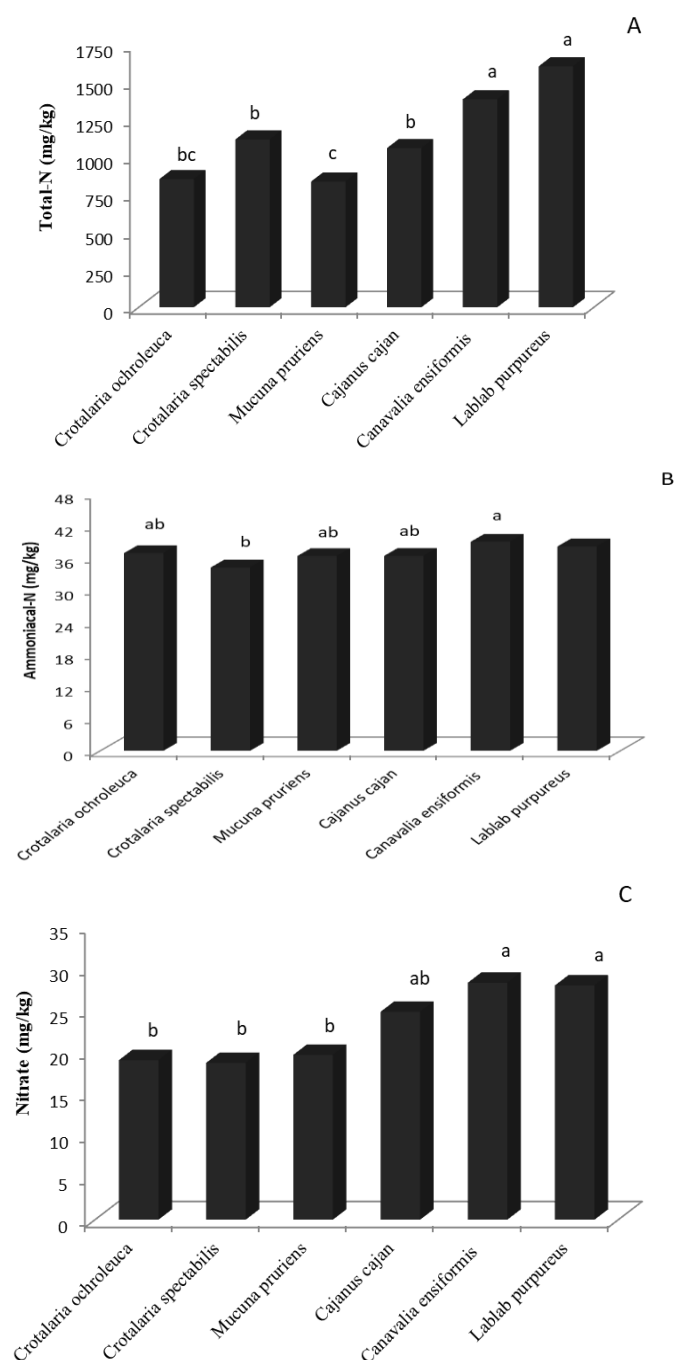 A
Total-N (mg/kg)
1750
1500
1250
1000
750
500
250
0
bc
b
c
b
a
a
Crotalaria ochroleuca
Crotalaria spectabilis
Mucuna pruriens
Cajanus cajan
Canavalia ensiformis
Lablab purpureus
B
Ammoniacal-N (mg/kg)
48
42
36
30
24
18
12
6
0
ab
b
ab
ab
a
Crotalaria ochroleuca
Crotalaria spectabilis
Mucuna pruriens
Cajanus cajan
Canavalia ensiformis
Lablab purpureus
C
Nitrate (mg/kg)
35
30
25
20
15
10
5
0
b
b
b
ab
a
a
Crotalaria ochroleuca
Crotalaria spectabilis
Mucuna pruriens
Cajanus cajan
Canavalia ensiformis
Lablab purpureus